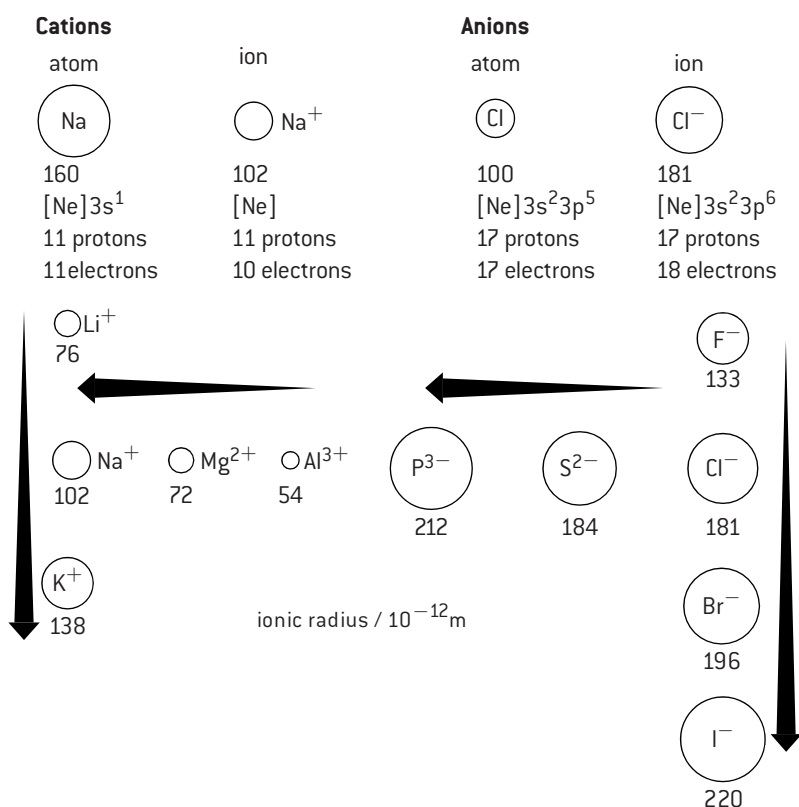 Cations Anions
atom ion atom ion
Na Na⁺ Cl Cl⁻
160 102 100 181
[Ne]3s¹ [Ne] [Ne]3s²3p⁵ [Ne]3s²3p⁶
11 protons 11 protons 17 protons 17 protons
11electrons 10 electrons 17 electrons 18 electrons
Li⁺ F⁻
76 133
Na⁺ Mg²⁺ Al³⁺ P³⁻ S²⁻ Cl⁻
102 72 54 212 184 181
K⁺ Br⁻
138 ionic radius / 10⁻¹²m
196
I⁻
220